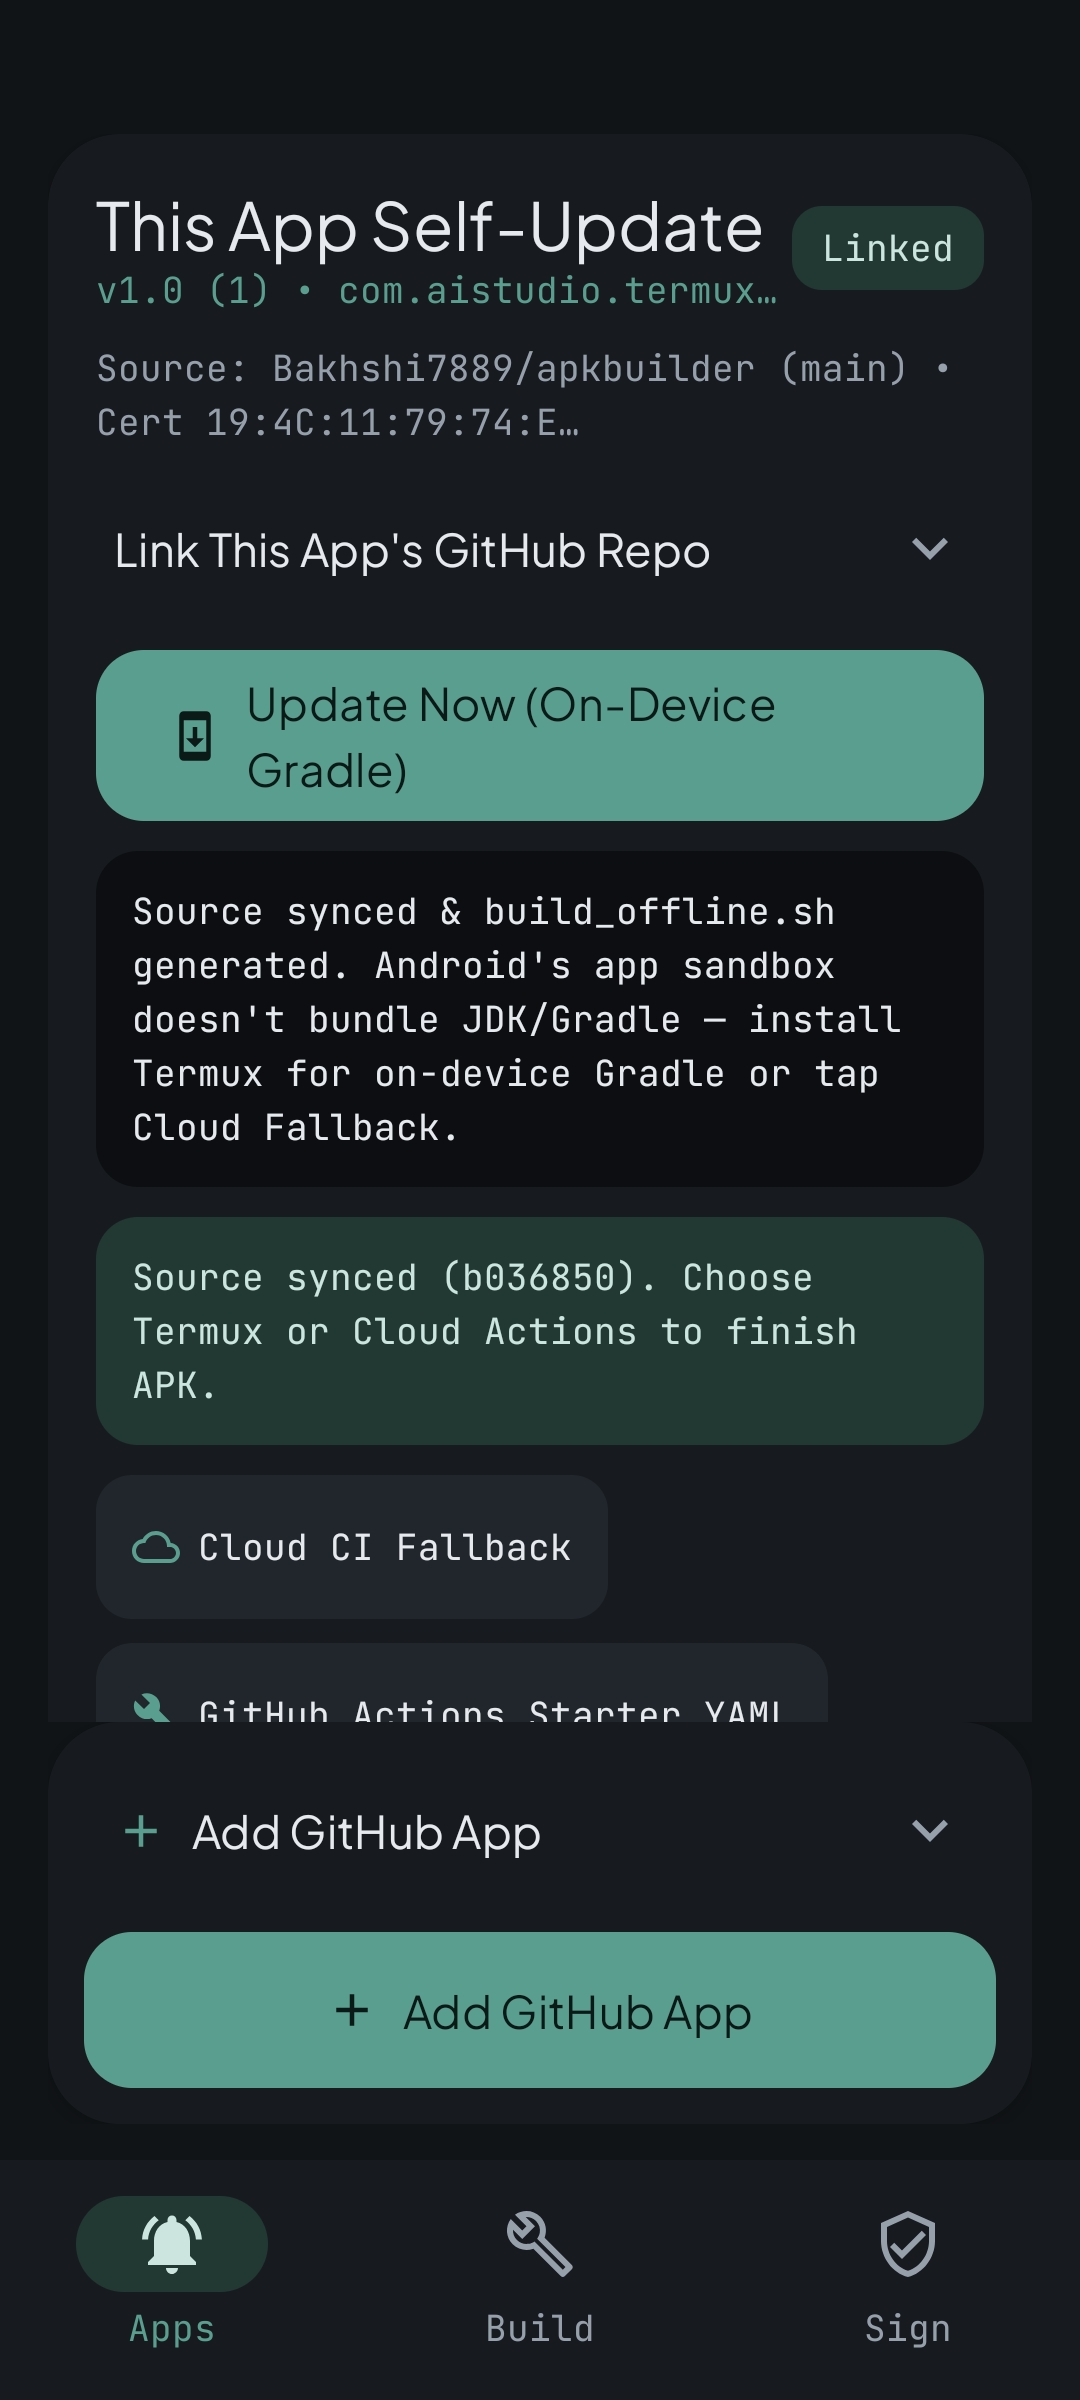 This App Self-Update
Linked
v1.0 (1) • com.aistudio.termux…
Source: Bakhshi7889/apkbuilder (main) •
Cert 19:4C:11:79:74:E…
Link This App's GitHub Repo
Update Now (On-Device
Gradle)
Source synced & build_offline.sh
generated. Android's app sandbox
doesn't bundle JDK/Gradle — install
Termux for on-device Gradle or tap
Cloud Fallback.
Source synced (b036850). Choose
Termux or Cloud Actions to finish
APK.
Cloud CI Fallback
GitHub Actions Starter YAML
Add GitHub App
Add GitHub App
Apps
Build
Sign